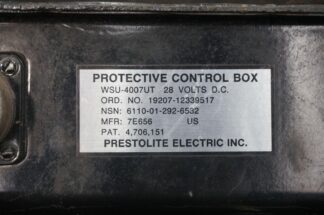 PROTECTIVE CONTROL BOX
WSU-4007UT 28 VOLTS D.C.
ORD. NO. 19207-12339517
NSN: 6110-01-292-6532
MFR: 7E656 US
PAT. 4,706,151
PRESTOLITE ELECTRIC INC.